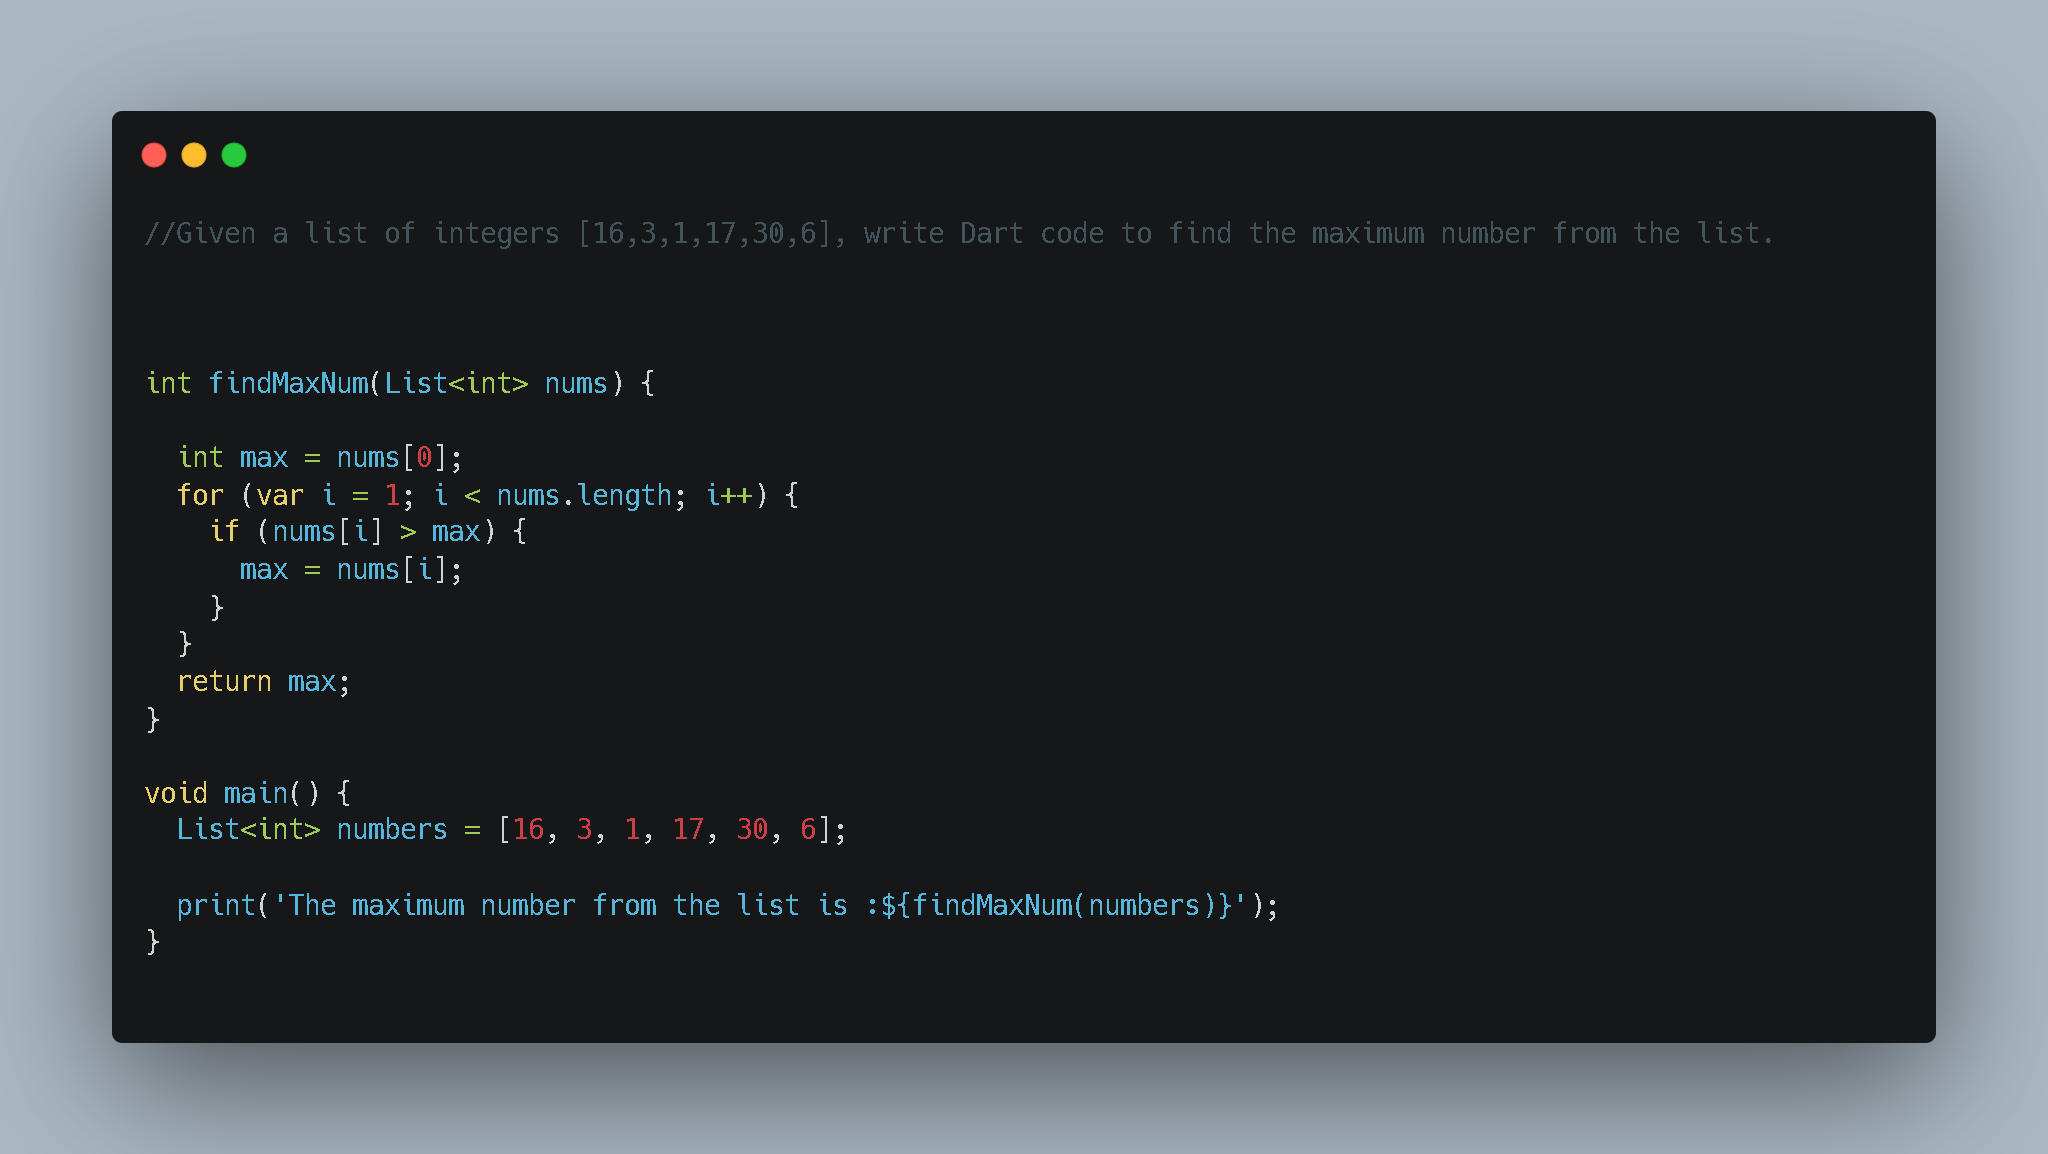 //Given a list of integers [16,3,1,17,30,6], write Dart code to find the maximum number from the list.
int findMaxNum(List<int> nums) {
  int max = nums[0];
  for (var i = 1; i < nums.length; i++) {
    if (nums[i] > max) {
      max = nums[i];
    }
  }
  return max;
}
void main() {
  List<int> numbers = [16, 3, 1, 17, 30, 6];
  print('The maximum number from the list is :${findMaxNum(numbers)}');
}